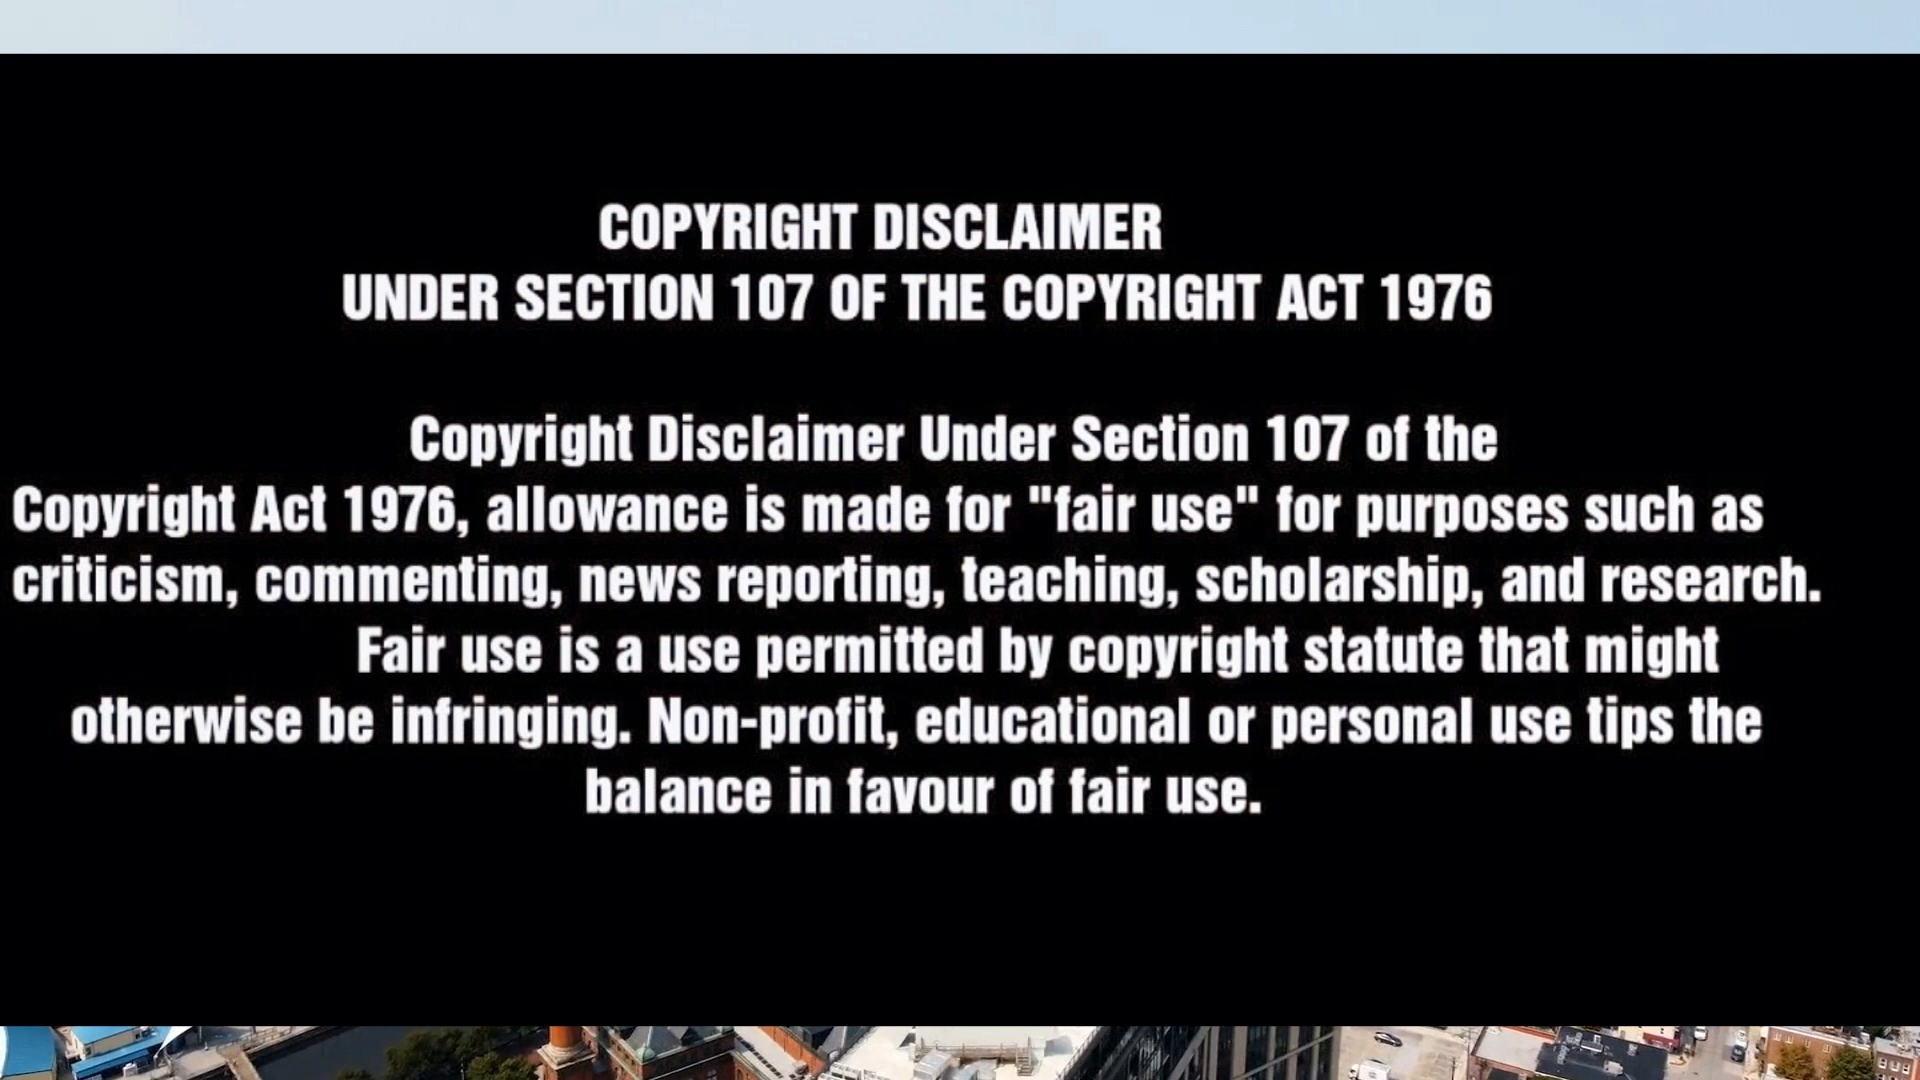 COPYRIGHT DISCLAIMER
UNDER SECTION 107 OF THE COPYRIGHT ACT 1976
Copyright Disclaimer Under Section 107 of the
Copyright Act 1976, allowance is made for "fair use" for purposes such as
criticism, commenting, news reporting, teaching, scholarship, and research.
Fair use is a use permitted by copyright statute that might
otherwise be infringing. Non-profit, educational or personal use tips the
balance in favour of fair use.